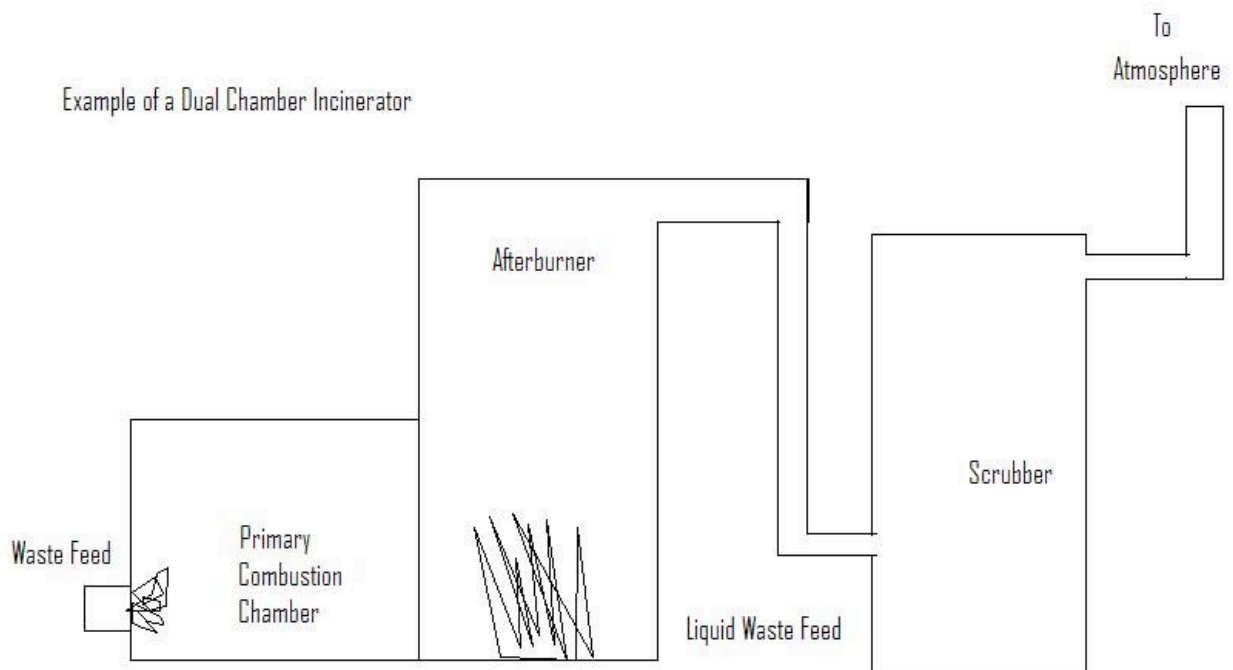 To
Atmosphere
Example of a Dual Chamber Incinerator
Afterburner
Scrubber
Waste Feed
Primary
Combustion
Chamber
Liquid Waste Feed